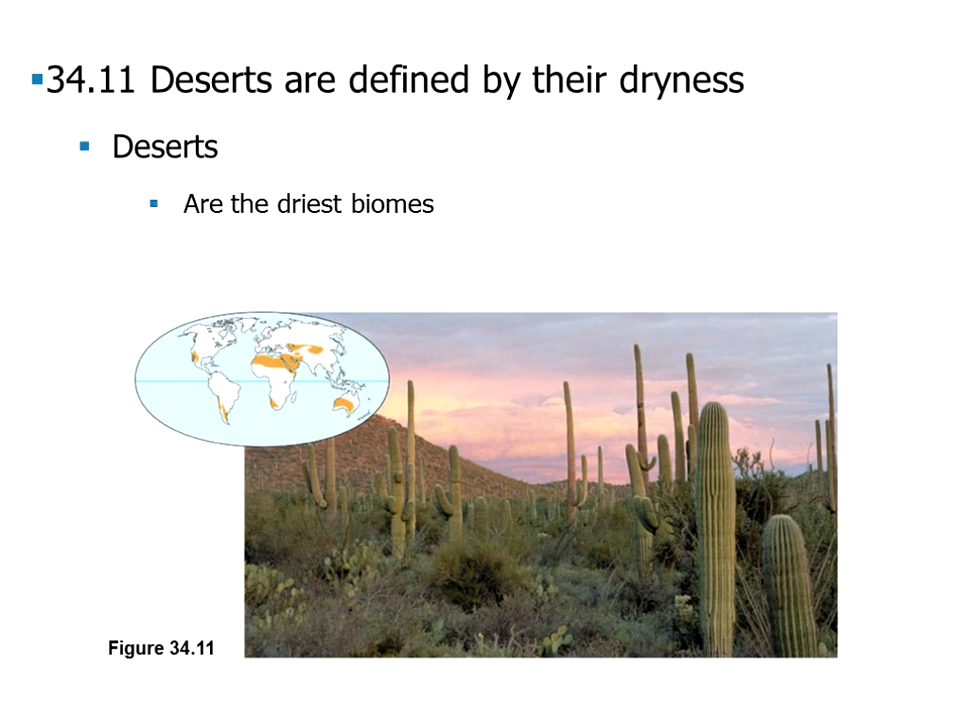 ▪34.11 Deserts are defined by their dryness
▪ Deserts
▪ Are the driest biomes
Figure 34.11